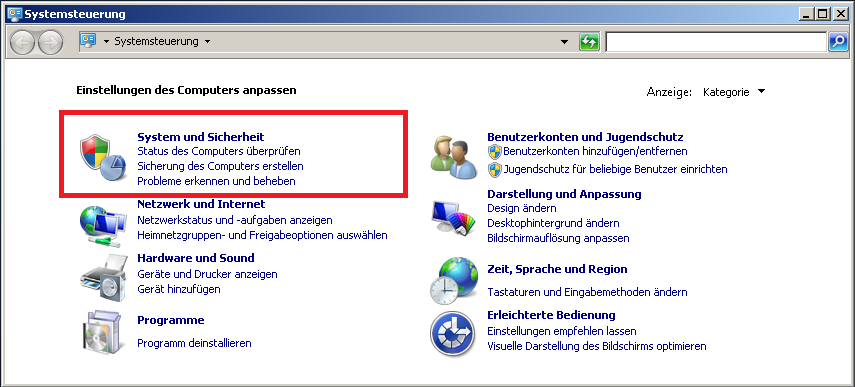 Systemsteuerung
Systemsteuerung
Einstellungen des Computers anpassen
Anzeige: Kategorie
System und Sicherheit
Status des Computers überprüfen
Sicherung des Computers erstellen
Probleme erkennen und beheben
Netzwerk und Internet
Netzwerkstatus und -aufgaben anzeigen
Heimnetzgruppen- und Freigabeoptionen auswählen
Hardware und Sound
Geräte und Drucker anzeigen
Gerät hinzufügen
Programme
Programm deinstallieren
Benutzerkonten und Jugendschutz
Benutzerkonten hinzufügen/entfernen
Jugendschutz für beliebige Benutzer einrichten
Darstellung und Anpassung
Design ändern
Desktophintergrund ändern
Bildschirmauflösung anpassen
Zeit, Sprache und Region
Tastaturen und Eingabemethoden ändern
Erleichterte Bedienung
Einstellungen empfehlen lassen
Visuelle Darstellung des Bildschirms optimieren